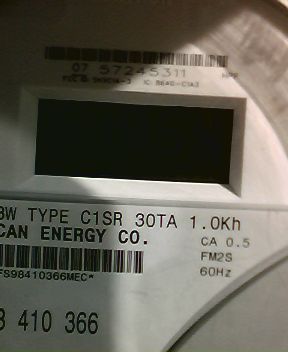 07 57245311
3W TYPE C1SR 30TA 1.0Kh
CAN ENERGY CO.
CA 0.5
FM2S
60Hz
FS98410366MEC*
8 410 366